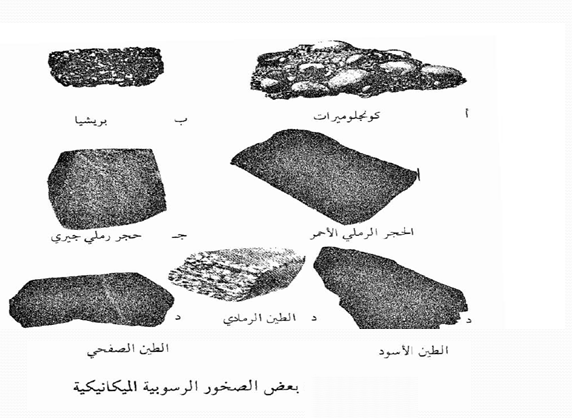 أ كونجلوميرات
ب بريشيا
الحجر الرملي الأحمر
جـ حجر رملي جيري
د الطين الرمادي
د
د
الطين الأسود
الطين الصفحي
بعض الصخور الرسوبية الميكانيكية